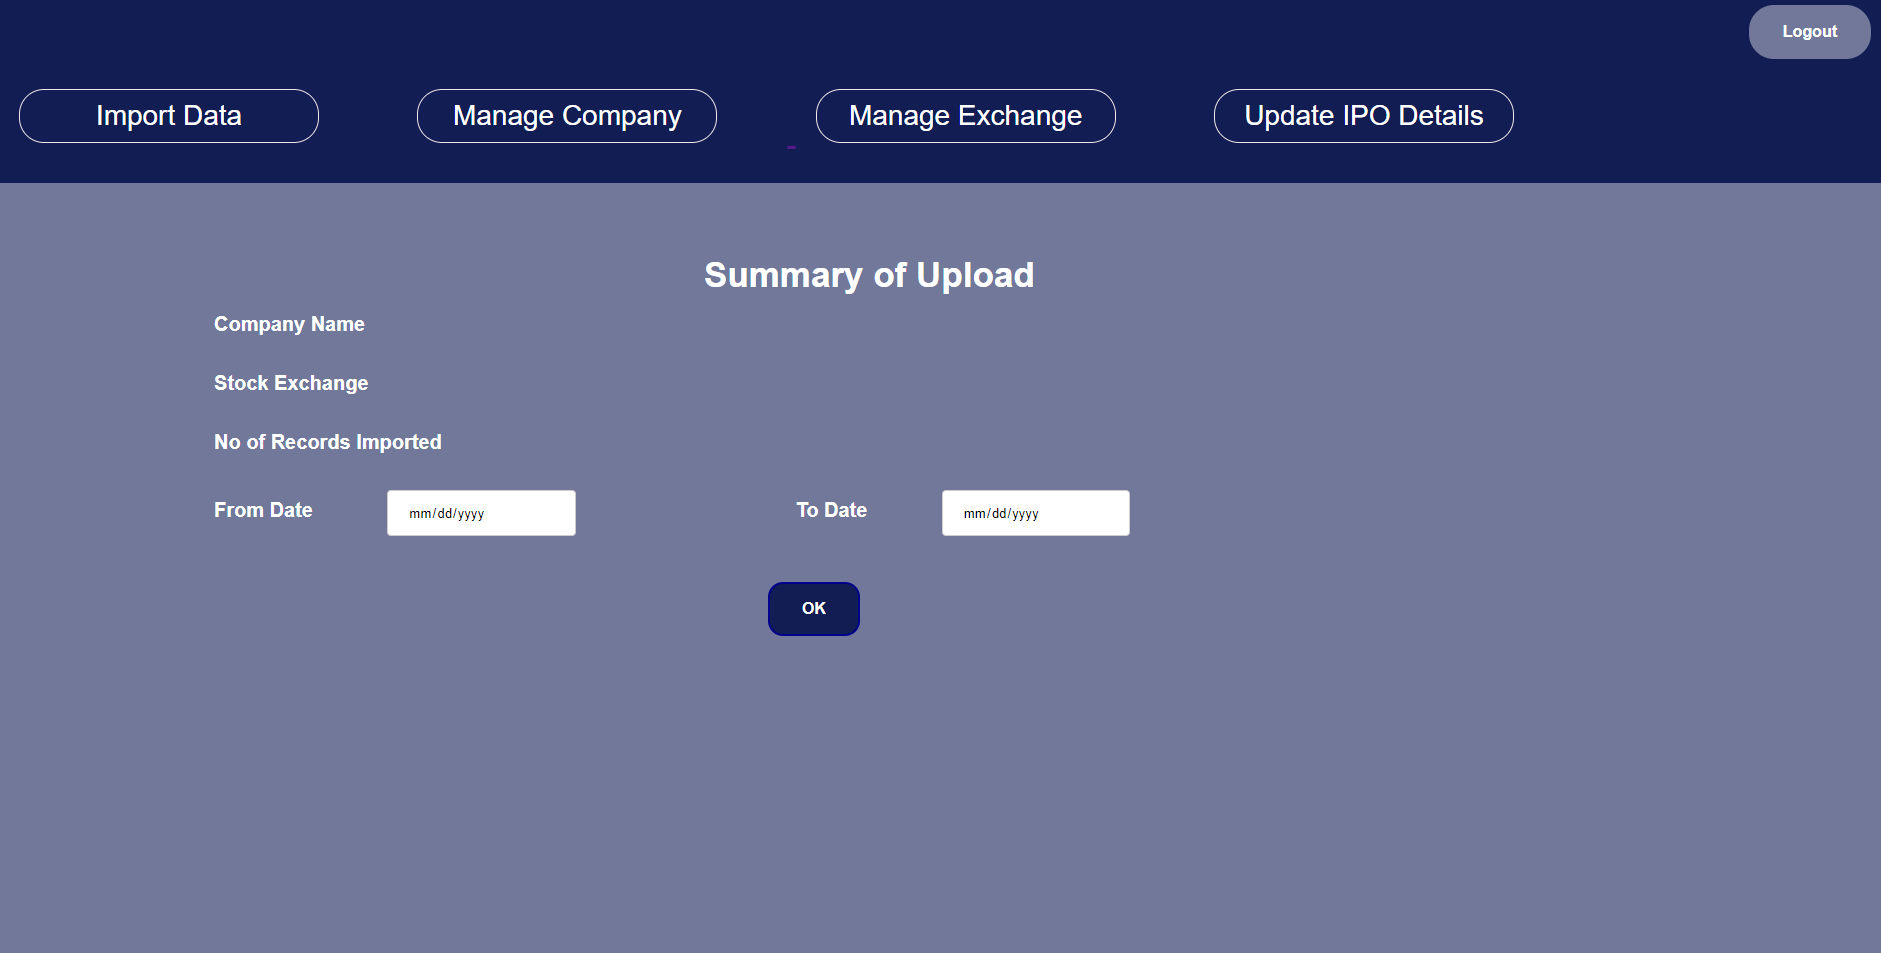 Logout
Import Data
Manage Company
Manage Exchange
Update IPO Details
Summary of Upload
Company Name
Stock Exchange
No of Records Imported
From Date mm/dd/yyyy To Date mm/dd/yyyy
OK